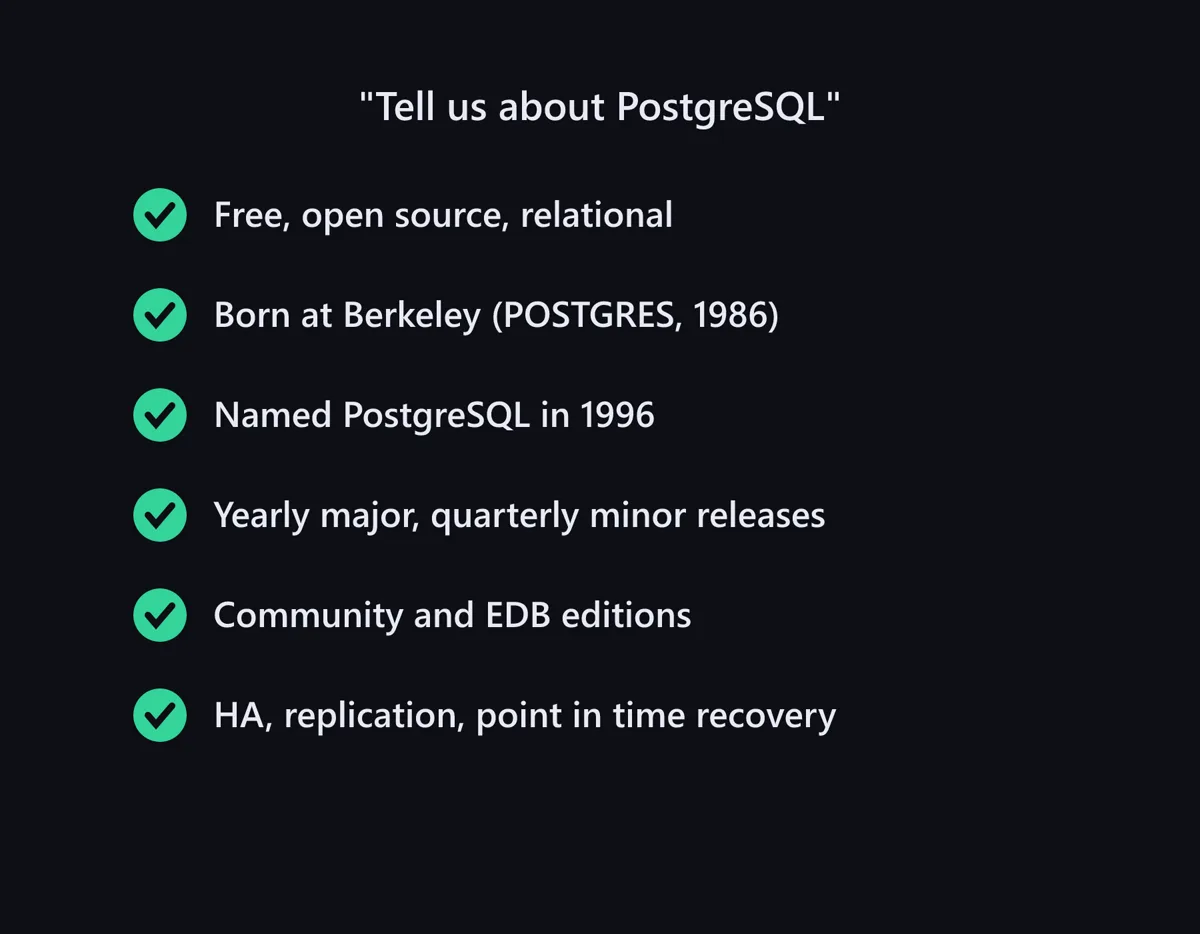 "Tell us about PostgreSQL"
Free, open source, relational
Born at Berkeley (POSTGRES, 1986)
Named PostgreSQL in 1996
Yearly major, quarterly minor releases
Community and EDB editions
HA, replication, point in time recovery